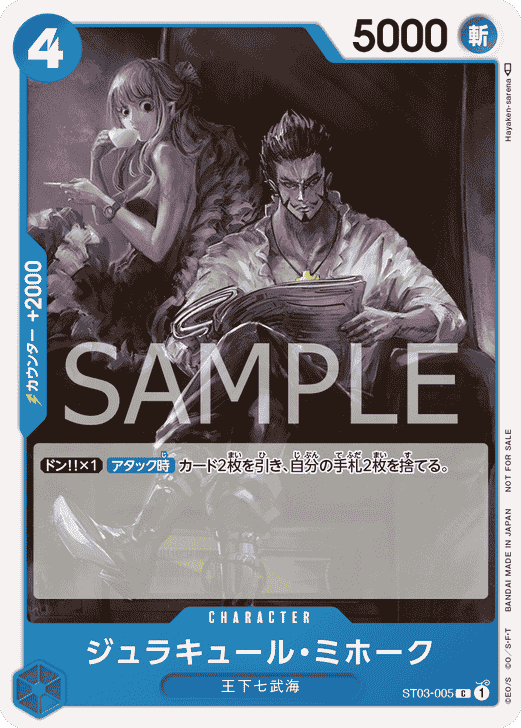 4
5000
斬
Hayaken-sarena
カウンター +2000
SAMPLE
ドン!!×1 アタック時 カード2枚を引き、自分の手札2枚を捨てる。
CHARACTER
ジュラキュール・ミホーク
王下七武海
ST03-005 C 1
©E.O/S ©O/S・F・T BANDAI MADE IN JAPAN NOT FOR SALE